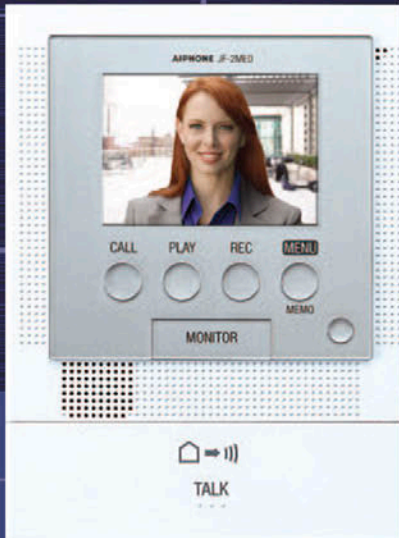 AIPHONE JF-2MED
CALL PLAY REC MENU
MEMO
MONITOR
TALK